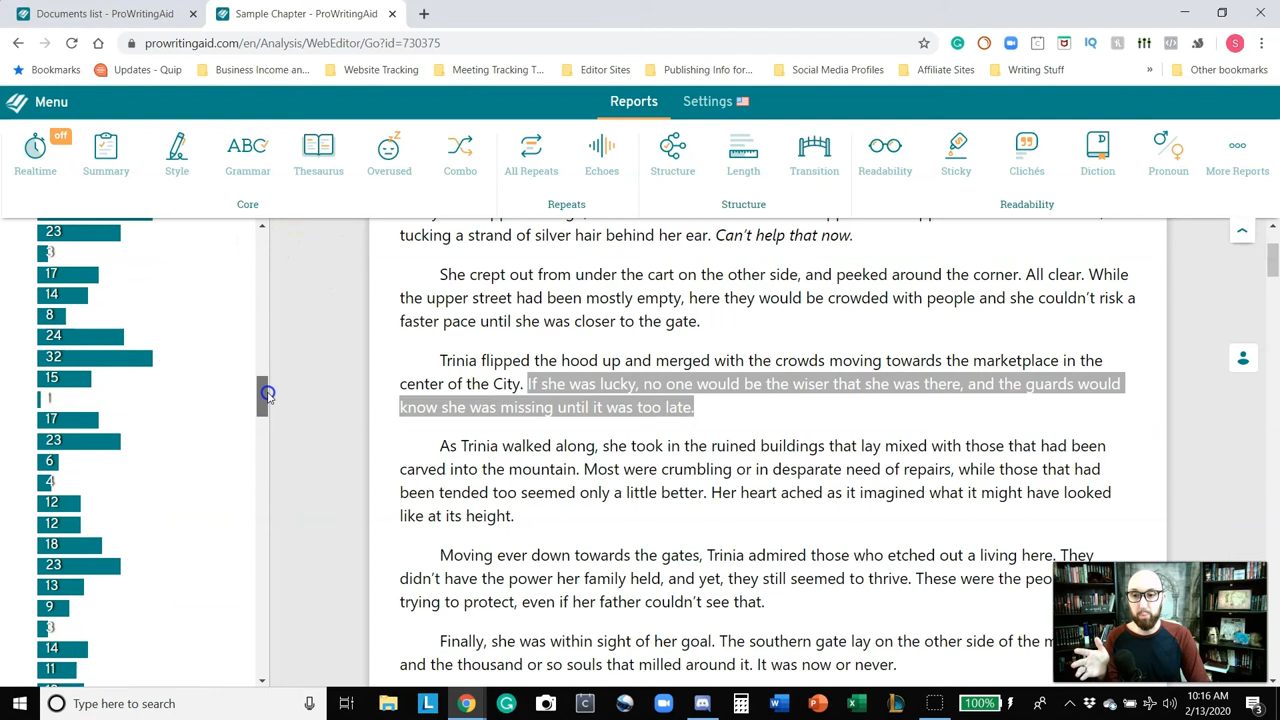 Documents list - ProWritingAid
Sample Chapter - ProWritingAid
prowritingaid.com/en/Analysis/WebEditor/Go?id=730375
Bookmarks
Updates - Quip
Business Income an...
Website Tracking
Meeting Tracking T...
Editor Sites
Publishing Info for...
Social Media Profiles
Affiliate Sites
Writing Stuff
»
Other bookmarks
Menu
Reports
Settings
off
Realtime
Summary
Style
ABC
Grammar
Thesaurus
Overused
Combo
All Repeats
Echoes
Structure
Length
Transition
Readability
Sticky
Clichés
Diction
Pronoun
More Reports
Core
Repeats
Structure
Readability
23
3
17
14
8
24
32
15
1
17
23
6
4
12
12
18
23
13
9
3
14
11
tucking a strand of silver hair behind her ear. Can't help that now.
She crept out from under the cart on the other side, and peeked around the corner. All clear. While
the upper street had been mostly empty, here they would be crowded with people and she couldn't risk a
faster pace until she was closer to the gate.
Trinia flipped the hood up and merged with the crowds moving towards the marketplace in the
center of the City. If she was lucky, no one would be the wiser that she was there, and the guards would
know she was missing until it was too late.
As Trinia walked along, she took in the ruined buildings that lay mixed with those that had been
carved into the mountain. Most were crumbling or in desparate need of repairs, while those that had
been tended too seemed only a little better. Her heart ached as it imagined what it might have looked
like at its height.
Moving ever down towards the gates, Trinia admired those who etched out a living here. They
didn't have the power her family held, and yet, they still seemed to thrive. These were the
trying to protect, even if her father couldn't see that.
Finally, she was within sight of her goal. The southern gate lay on the other side of the
and the thousand or so souls that milled around it. It was now or never.
Type here to search
100%
10:16 AM
2/13/2020